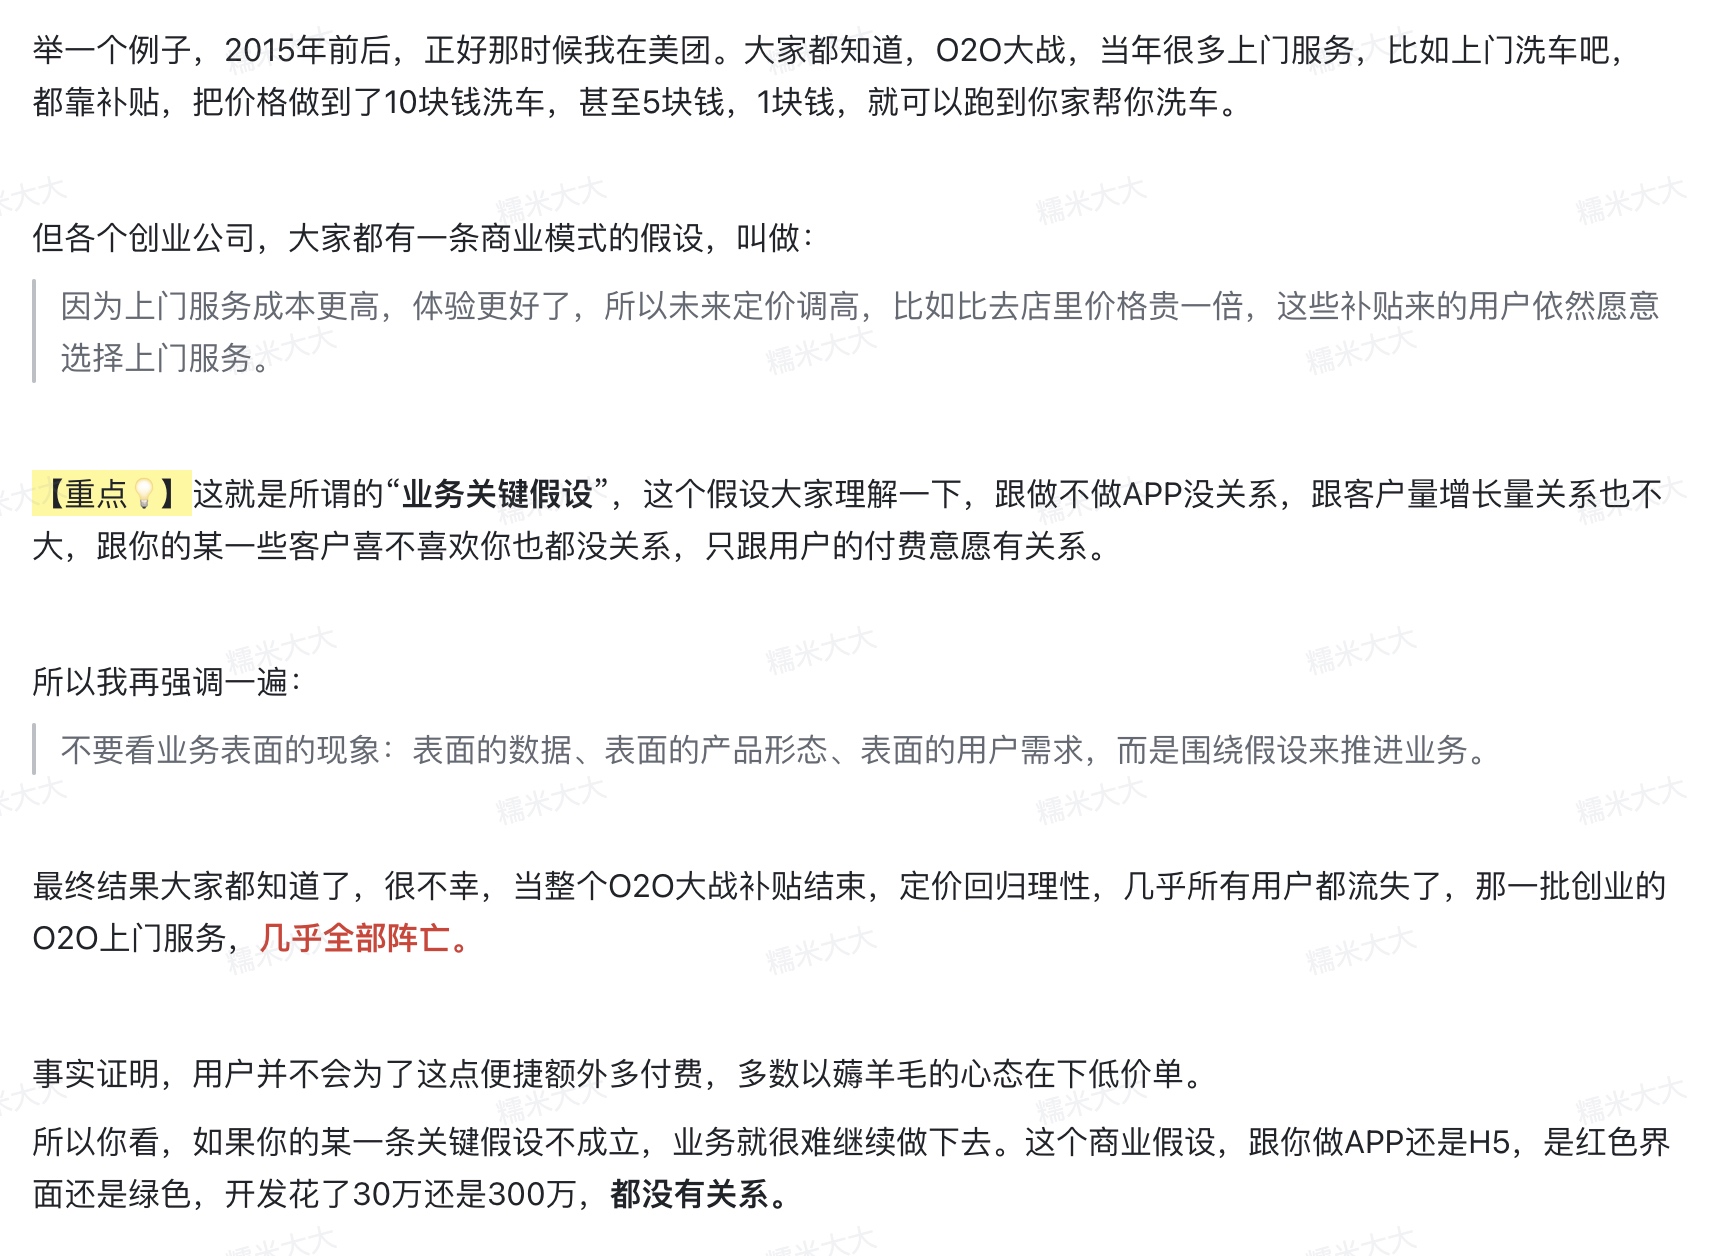 举一个例子，2015年前后，正好那时候我在美团。大家都知道，O2O大战，当年很多上门服务，比如上门洗车吧，
都靠补贴，把价格做到了10块钱洗车，甚至5块钱，1块钱，就可以跑到你家帮你洗车。
但各个创业公司，大家都有一条商业模式的假设，叫做：
因为上门服务成本更高，体验更好了，所以未来定价调高，比如比去店里价格贵一倍，这些补贴来的用户依然愿意
选择上门服务。
【重点💡】这就是所谓的“业务关键假设”，这个假设大家理解一下，跟做不做APP没关系，跟客户量增长量关系也不
大，跟你的某一些客户喜不喜欢你也都没关系，只跟用户的付费意愿有关系。
所以我再强调一遍：
不要看业务表面的现象：表面的数据、表面的产品形态、表面的用户需求，而是围绕假设来推进业务。
最终结果大家都知道了，很不幸，当整个O2O大战补贴结束，定价回归理性，几乎所有用户都流失了，那一批创业的
O2O上门服务，几乎全部阵亡。
事实证明，用户并不会为了这点便捷额外多付费，多数以薅羊毛的心态在下低价单。
所以你看，如果你的某一条关键假设不成立，业务就很难继续做下去。这个商业假设，跟你做APP还是H5，是红色界
面还是绿色，开发花了30万还是300万，都没有关系。
糯米大大